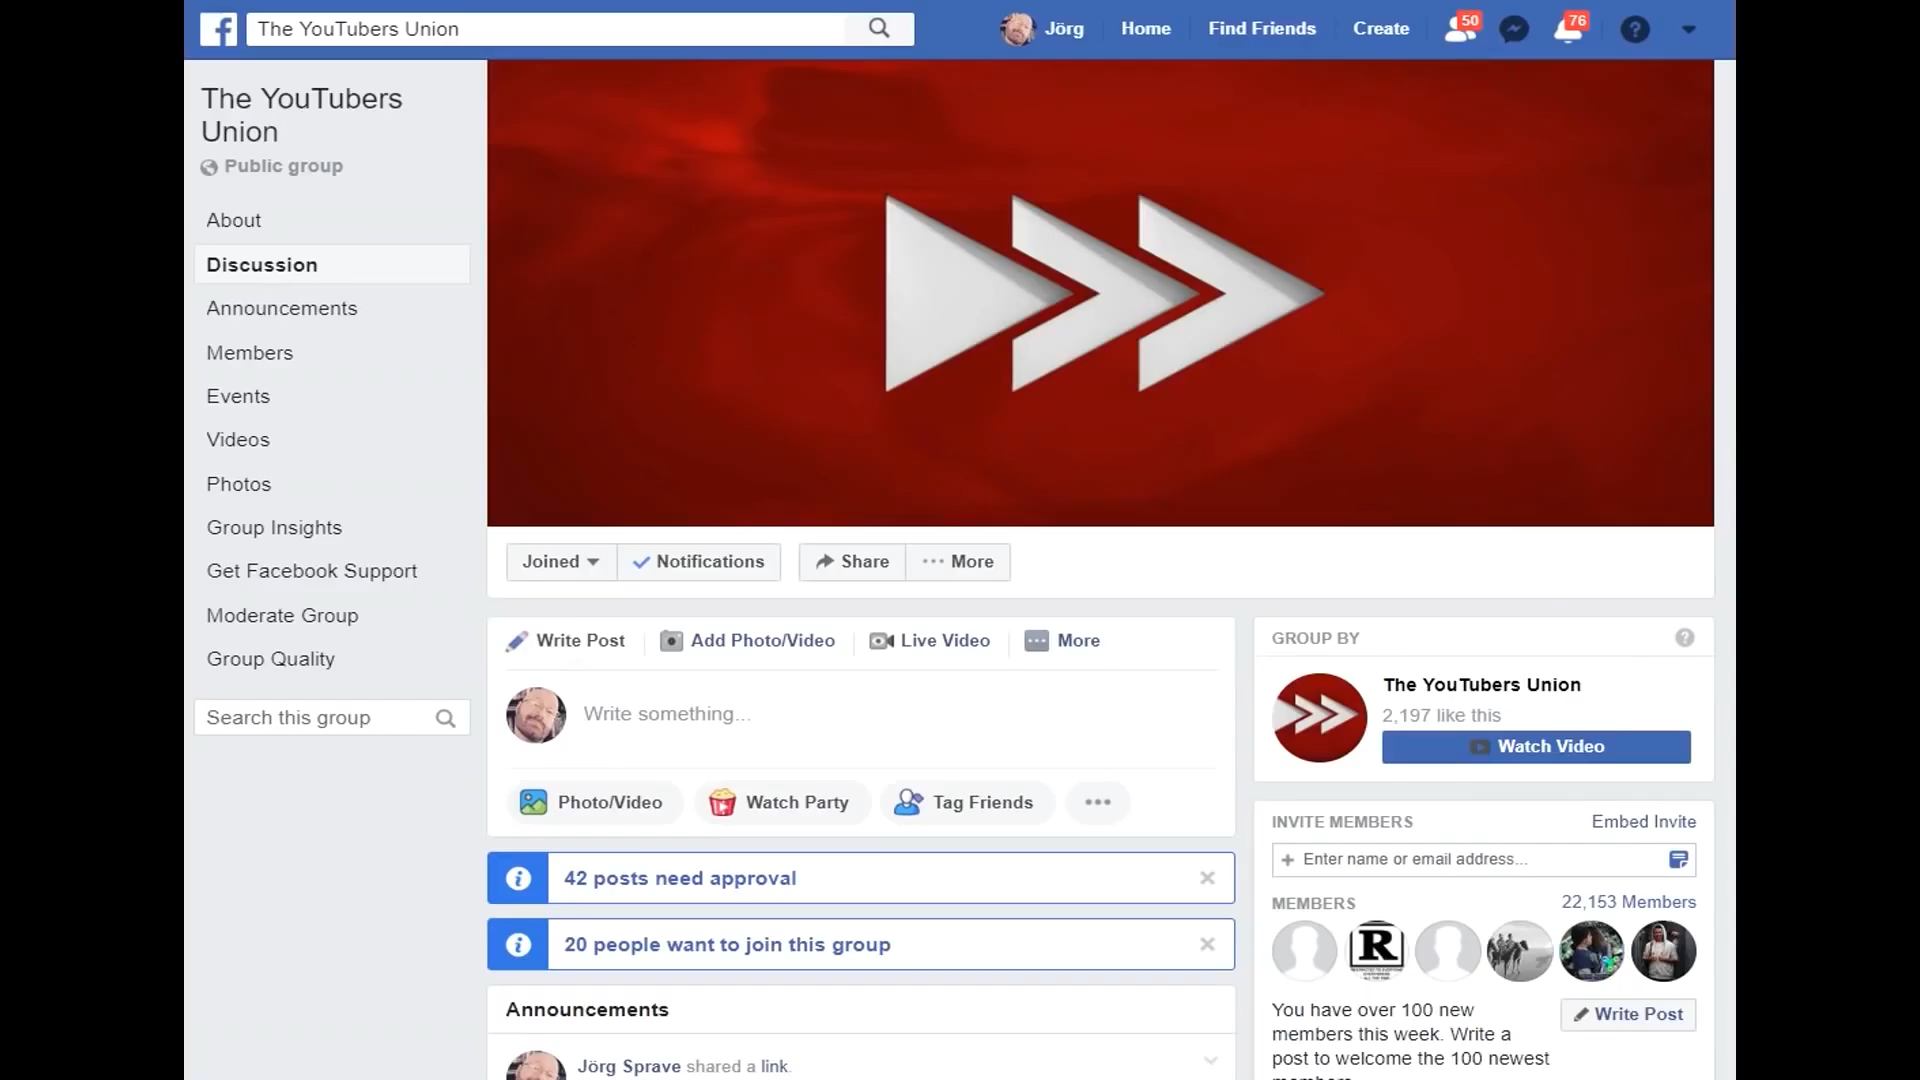 The YouTubers Union
Jörg
Home
Find Friends
Create
50
76
?
The YouTubers
Union
Public group
About
Discussion
Announcements
Members
Events
Videos
Photos
Group Insights
Get Facebook Support
Moderate Group
Group Quality
Search this group
Joined
Notifications
Share
More
Write Post
Add Photo/Video
Live Video
More
Write something...
Photo/Video
Watch Party
Tag Friends
42 posts need approval
20 people want to join this group
Announcements
Jörg Sprave shared a link.
GROUP BY
?
The YouTubers Union
2,197 like this
Watch Video
INVITE MEMBERS
Embed Invite
+ Enter name or email address...
MEMBERS
22,153 Members
R
You have over 100 new
members this week. Write a
post to welcome the 100 newest
Write Post